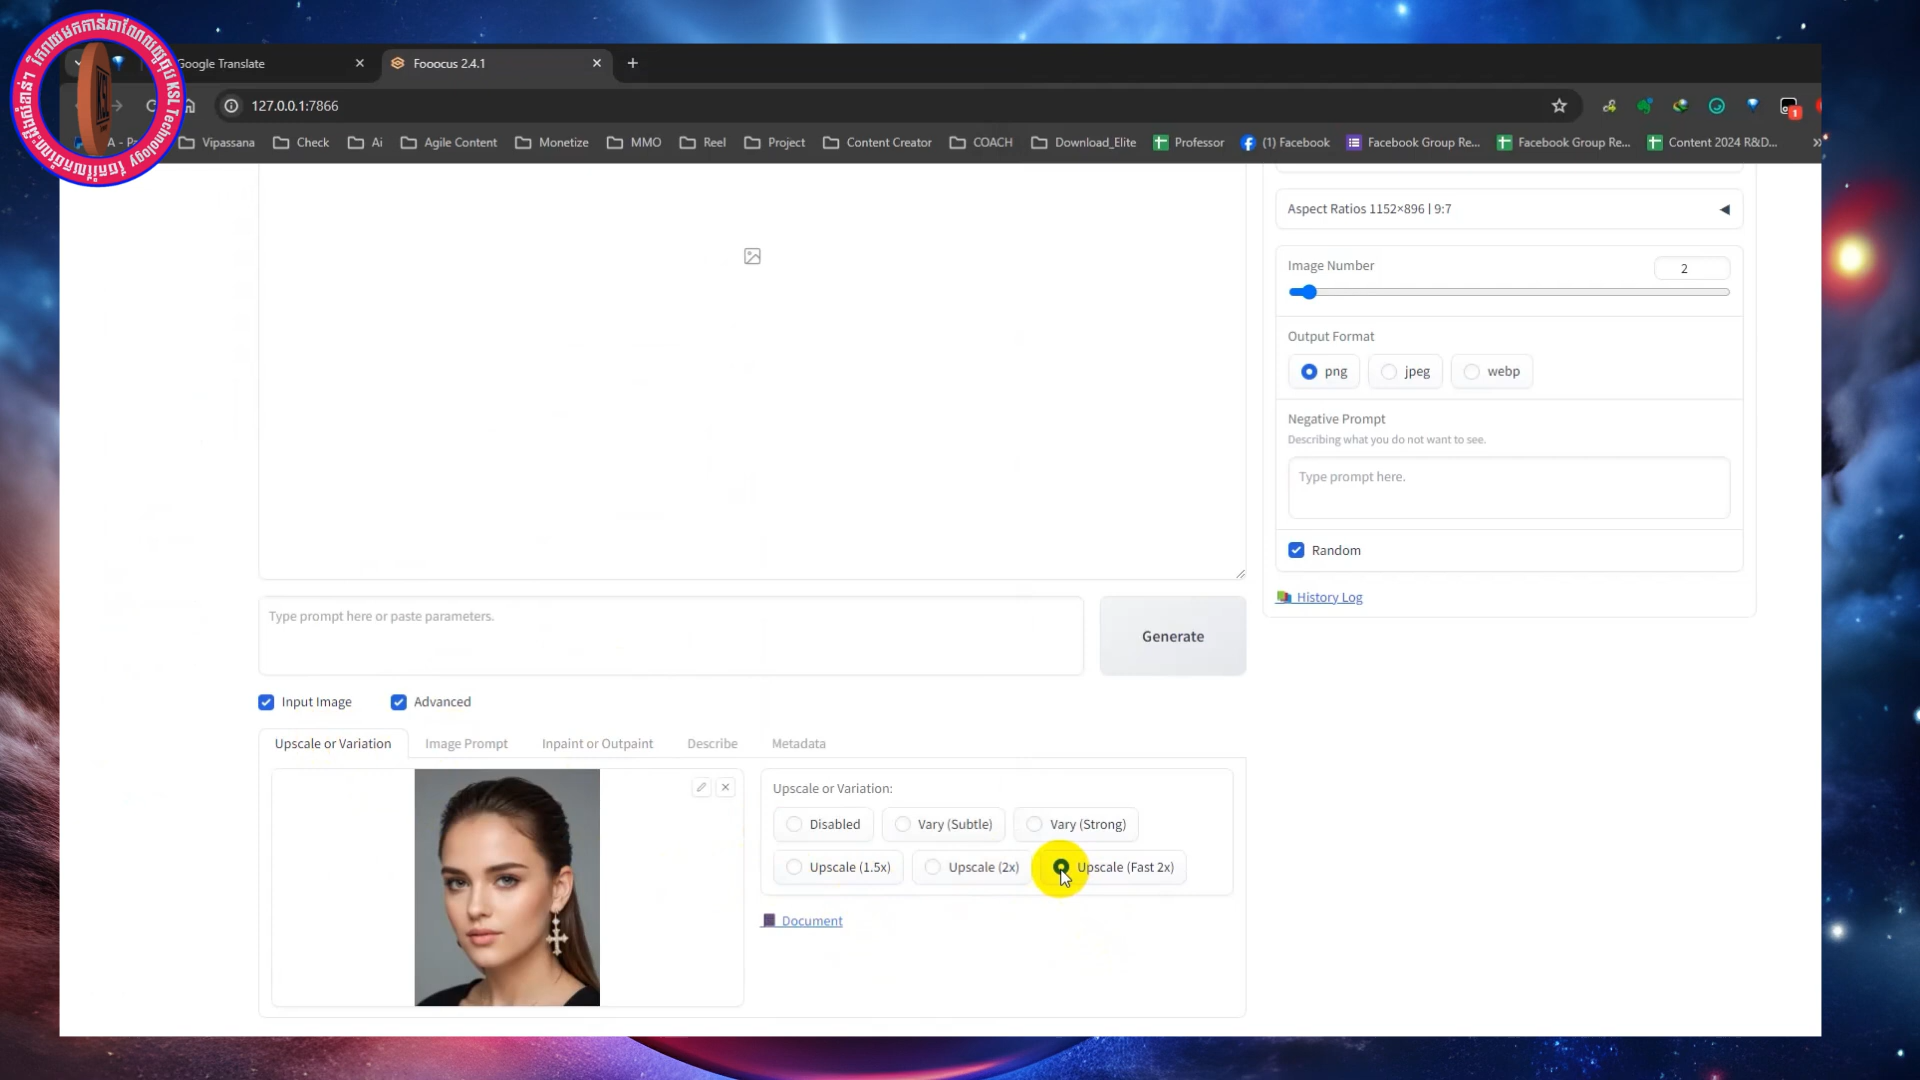 Google Translate
Fooocus 2.4.1
127.0.0.1:7866
Vipassana
Check
Ai
Agile Content
Monetize
MMO
Reel
Project
Content Creator
COACH
Download_Elite
Professor
(1) Facebook
Facebook Group Re...
Facebook Group Re...
Content 2024 R&D...
»
1
KSL Technology
KSL
Aspect Ratios 1152×896 | 9:7
Image Number
2
Output Format
png
jpeg
webp
Negative Prompt
Describing what you do not want to see.
Type prompt here.
Random
History Log
Type prompt here or paste parameters.
Generate
Input Image
Advanced
Upscale or Variation
Image Prompt
Inpaint or Outpaint
Describe
Metadata
Upscale or Variation:
Disabled
Vary (Subtle)
Vary (Strong)
Upscale (1.5x)
Upscale (2x)
Upscale (Fast 2x)
Document